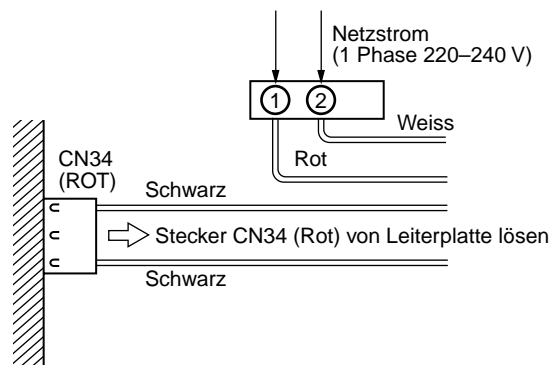 Netzstrom
(1 Phase 220–240 V)
1 2
Weiss
Rot
CN34
(ROT)
Schwarz
Stecker CN34 (Rot) von Leiterplatte lösen
Schwarz